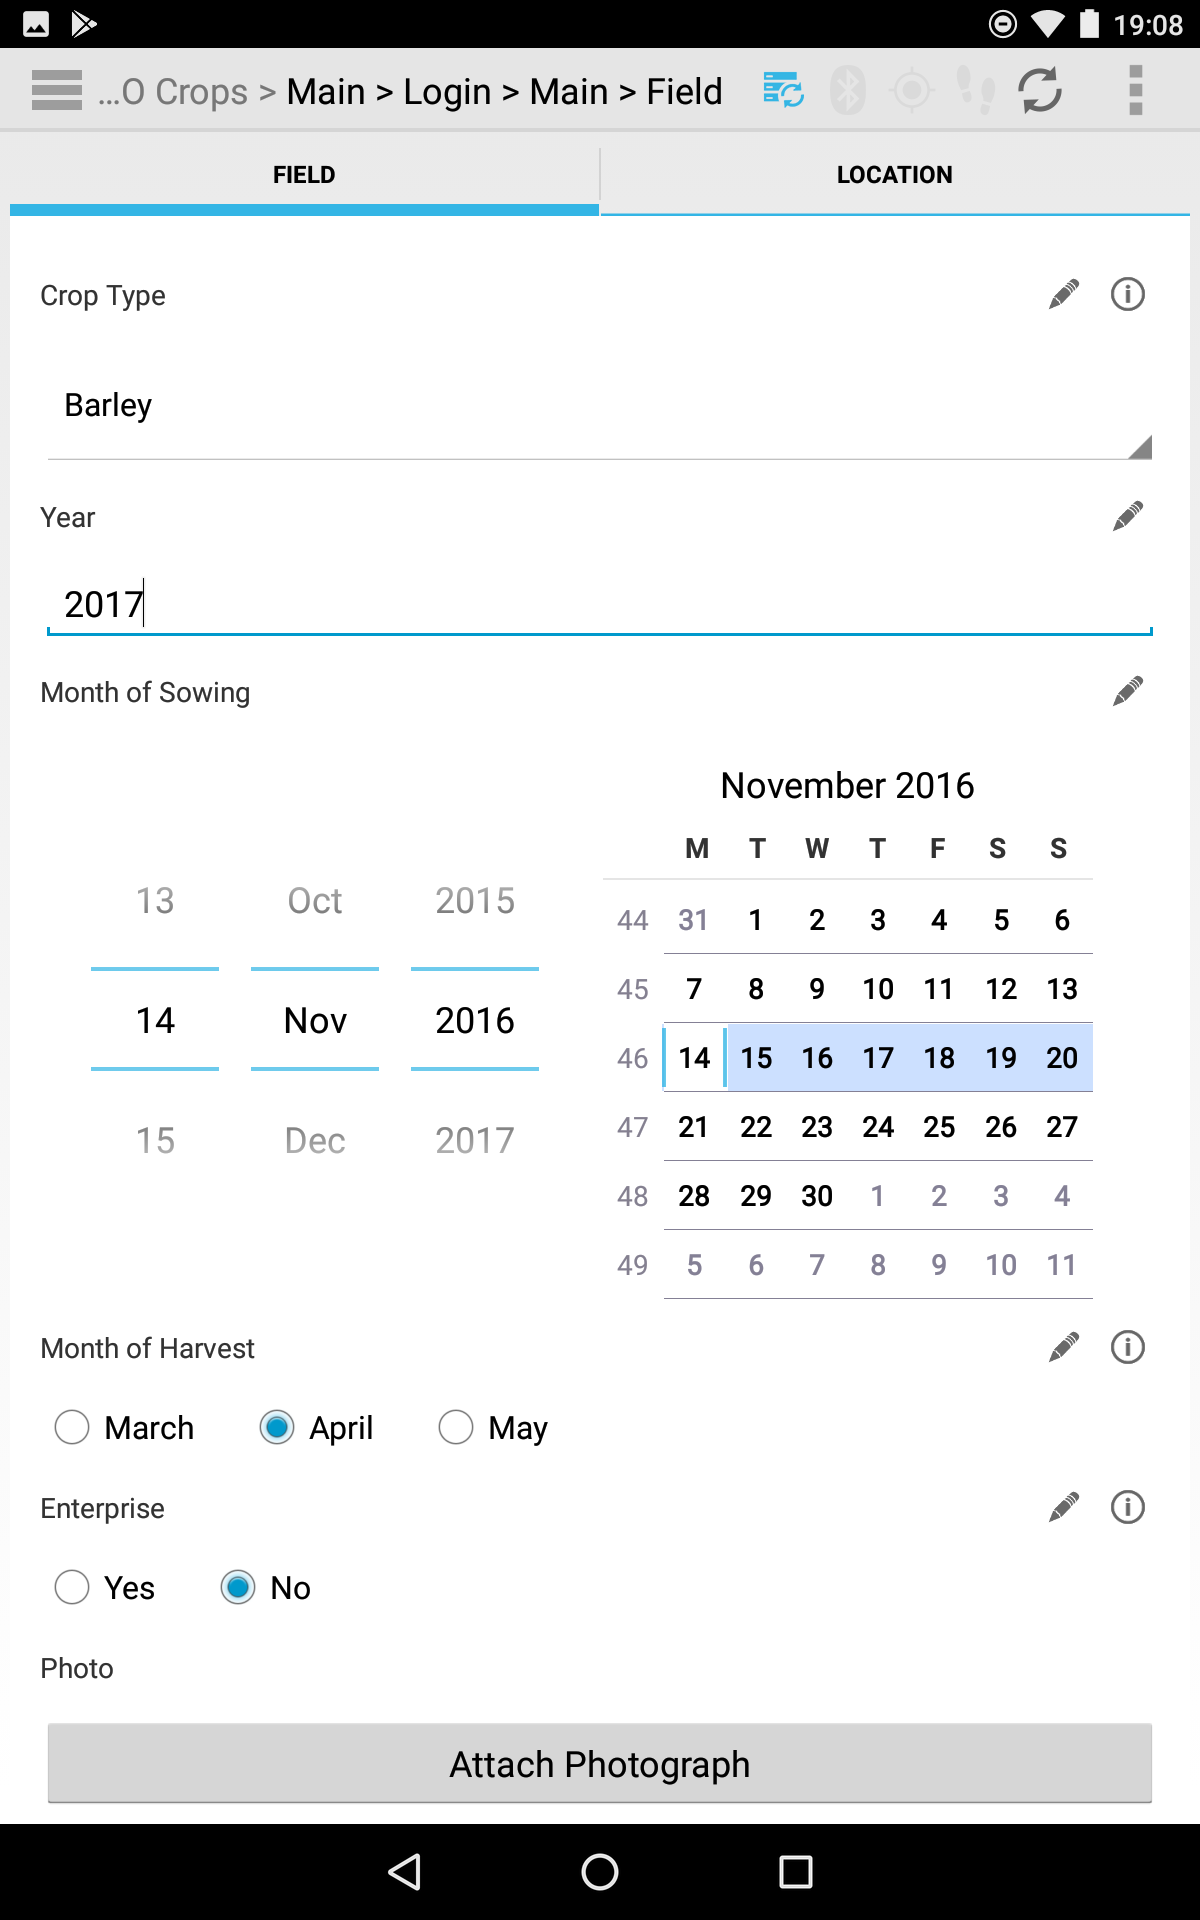 19:08
...O Crops > Main > Login > Main > Field
FIELD
LOCATION
Crop Type
Barley
Year
2017
Month of Sowing
13 Oct 2015
14 Nov 2016
15 Dec 2017
November 2016
M T W T F S S
44 31 1 2 3 4 5 6
45 7 8 9 10 11 12 13
46 14 15 16 17 18 19 20
47 21 22 23 24 25 26 27
48 28 29 30 1 2 3 4
49 5 6 7 8 9 10 11
Month of Harvest
March April May
Enterprise
Yes No
Photo
Attach Photograph